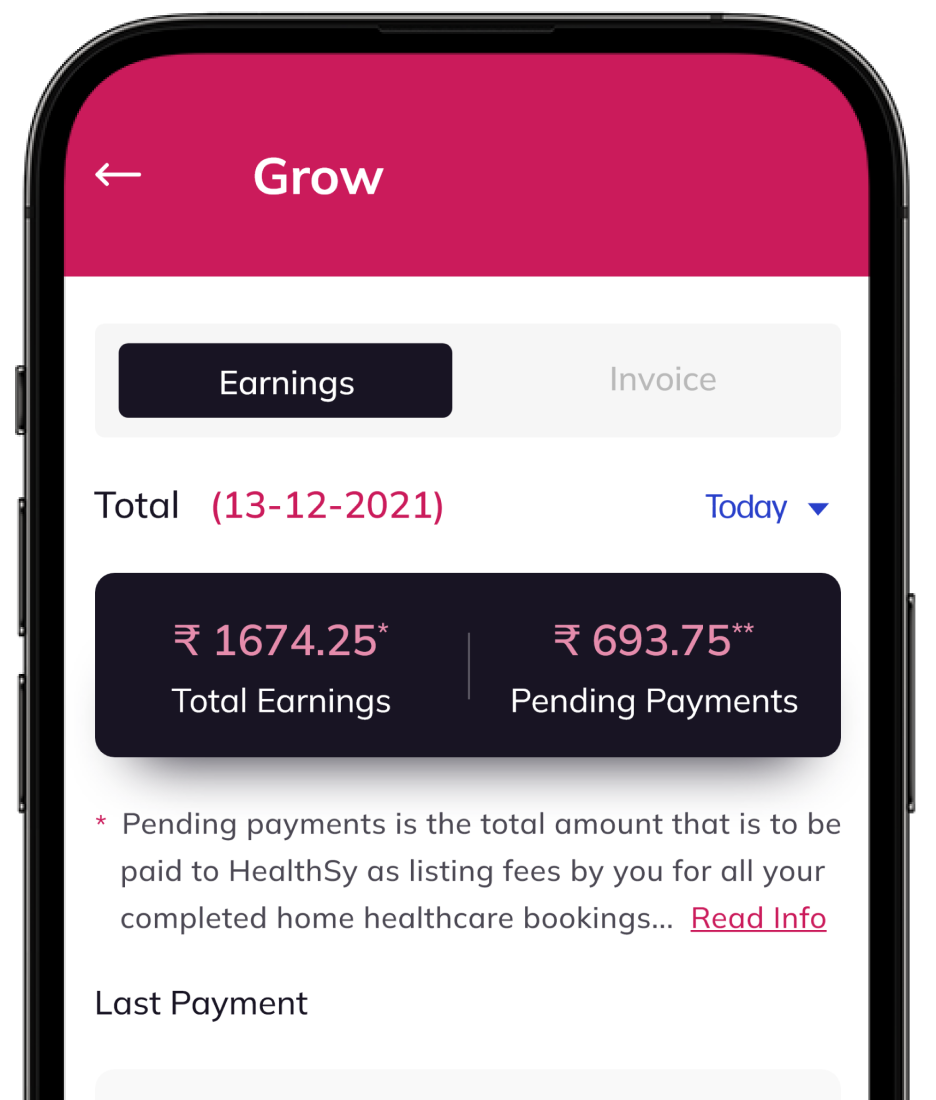 Grow
Earnings
Invoice
Total (13-12-2021)
Today
₹ 1674.25*
₹ 693.75**
Total Earnings
Pending Payments
* Pending payments is the total amount that is to be
paid to HealthSy as listing fees by you for all your
completed home healthcare bookings... Read Info
Last Payment